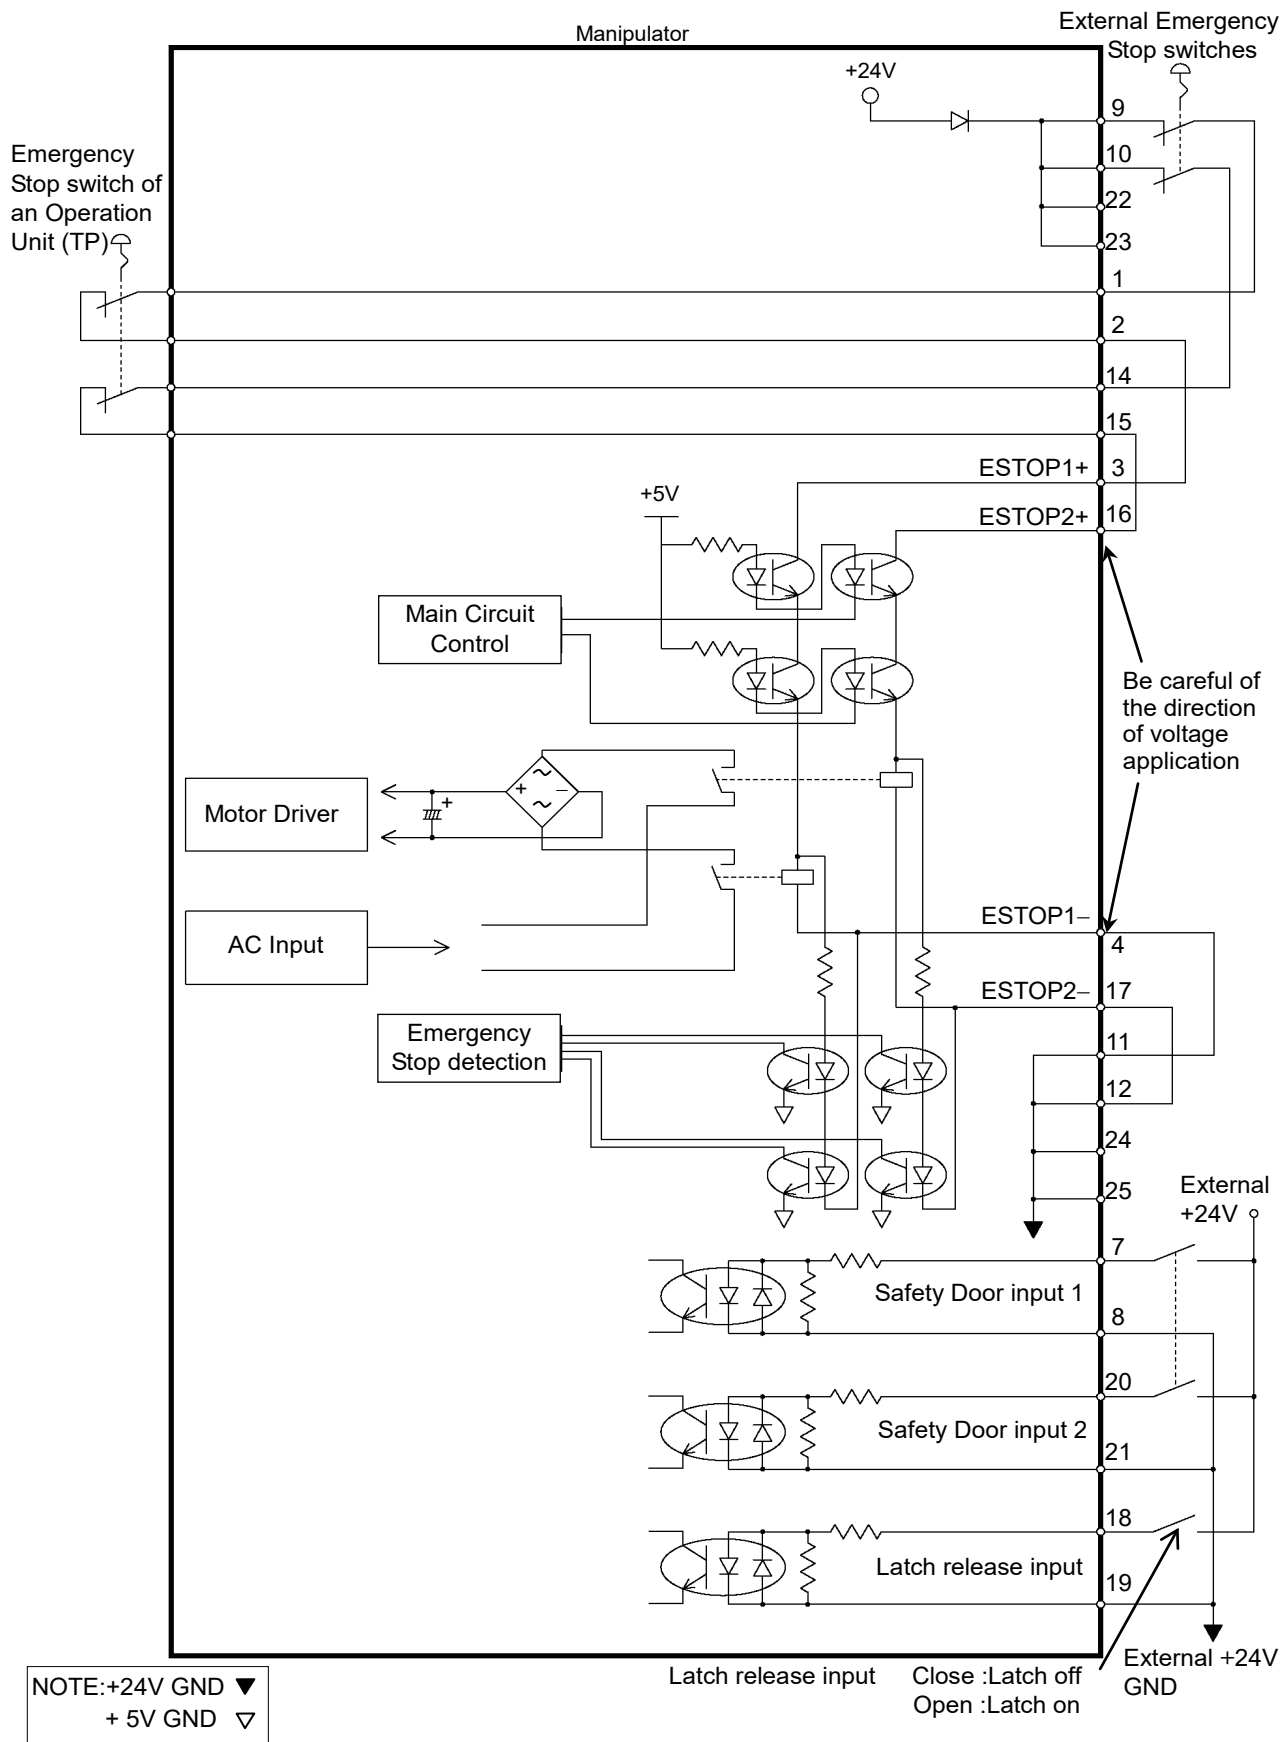 Manipulator
External Emergency
Stop switches
+24V
9
10
22
23
Emergency
Stop switch of
an Operation
Unit (TP)
1
2
14
15
ESTOP1+ 3
ESTOP2+ 16
+5V
Main Circuit
Control
Be careful of
the direction
of voltage
application
Motor Driver
+ − +
AC Input
ESTOP1−
4
ESTOP2− 17
11
12
24
25
Emergency
Stop detection
External
+24V
7
Safety Door input 1
8
20
Safety Door input 2
21
18
Latch release input
19
External +24V
GND
Latch release input Close :Latch off
Open :Latch on
NOTE:+24V GND ▼
+ 5V GND ▽